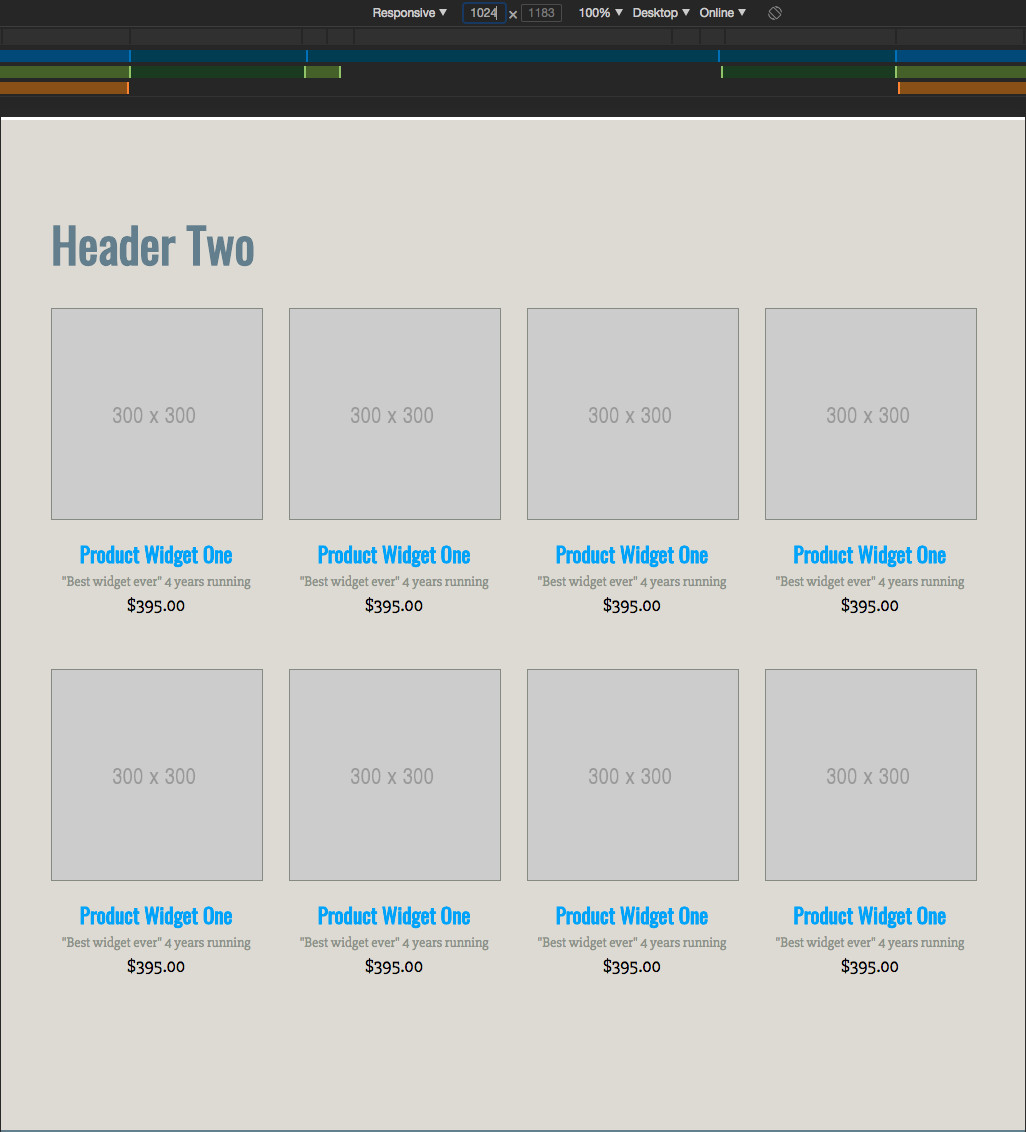 Responsive ▼ 1024 × 1183 100% ▼ Desktop ▼ Online ▼
Header Two
300 x 300 300 x 300 300 x 300 300 x 300
Product Widget One Product Widget One Product Widget One Product Widget One
"Best widget ever" 4 years running "Best widget ever" 4 years running "Best widget ever" 4 years running "Best widget ever" 4 years running
$395.00 $395.00 $395.00 $395.00
300 x 300 300 x 300 300 x 300 300 x 300
Product Widget One Product Widget One Product Widget One Product Widget One
"Best widget ever" 4 years running "Best widget ever" 4 years running "Best widget ever" 4 years running "Best widget ever" 4 years running
$395.00 $395.00 $395.00 $395.00